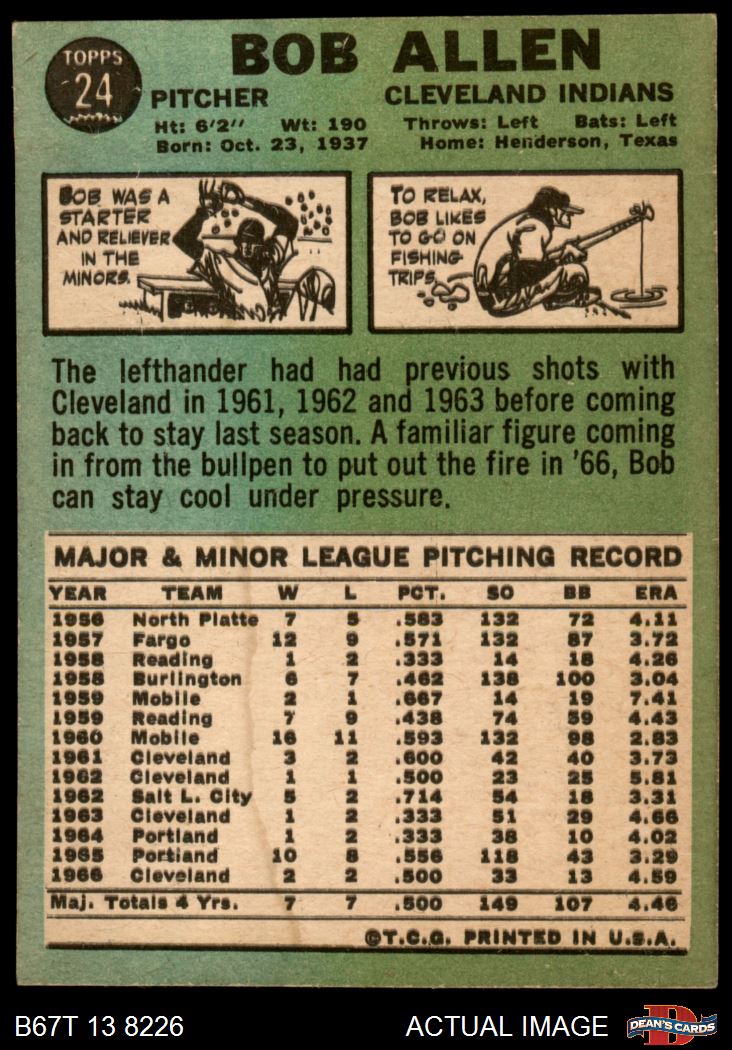 TOPPS
24
BOB ALLEN
PITCHER CLEVELAND INDIANS
Ht: 6'2" Wt: 190 Throws: Left Bats: Left
Born: Oct. 23, 1937 Home: Henderson, Texas
BOB WAS A
STARTER
AND RELIEVER
IN THE
MINORS.
TO RELAX,
BOB LIKES
TO GO ON
FISHING
TRIPS.
The lefthander had had previous shots with
Cleveland in 1961, 1962 and 1963 before coming
back to stay last season. A familiar figure coming
in from the bullpen to put out the fire in '66, Bob
can stay cool under pressure.
MAJOR & MINOR LEAGUE PITCHING RECORD
YEAR TEAM W L PCT. SO BB ERA
1956 North Platte 7 5 .583 132 72 4.11
1957 Fargo 12 9 .571 132 87 3.72
1958 Reading 1 2 .333 14 18 4.26
1958 Burlington 6 7 .462 138 100 3.04
1959 Mobile 2 1 .667 14 19 7.41
1959 Reading 7 9 .438 74 59 4.43
1960 Mobile 16 11 .593 132 98 2.83
1961 Cleveland 3 2 .600 42 40 3.73
1962 Cleveland 1 1 .500 23 25 5.81
1962 Salt L. City 5 2 .714 54 18 3.31
1963 Cleveland 1 2 .333 51 29 4.66
1964 Portland 1 2 .333 38 10 4.02
1965 Portland 10 8 .556 118 43 3.29
1966 Cleveland 2 2 .500 33 13 4.59
Maj. Totals 4 Yrs. 7 7 .500 149 107 4.46
©T.C.G. PRINTED IN U.S.A.
B67T 13 8226 ACTUAL IMAGE
D
DEAN'S CARDS